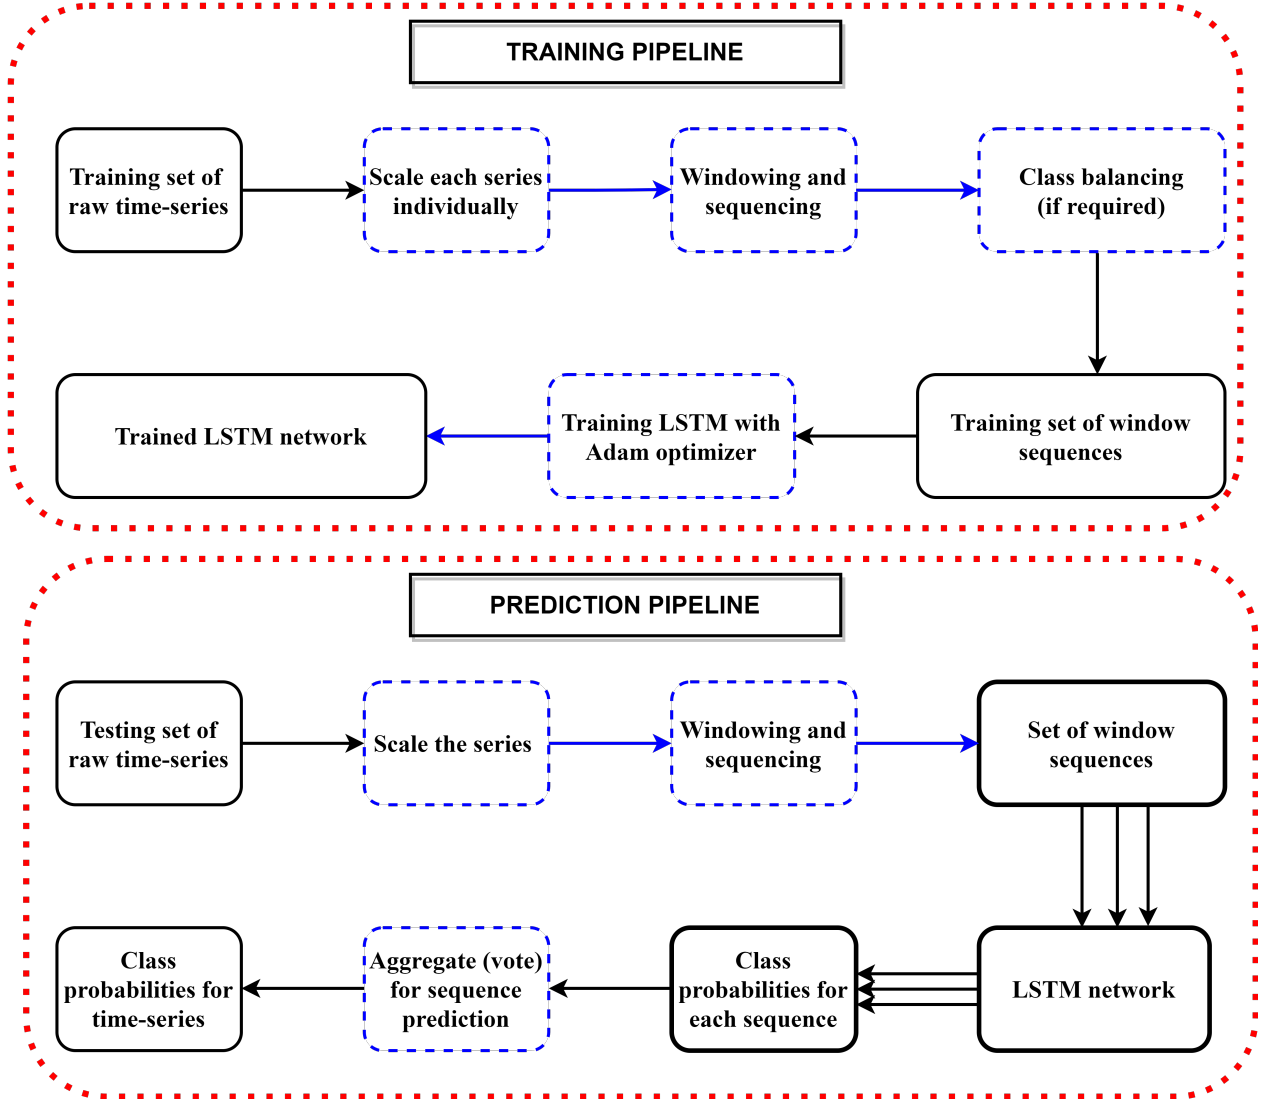 TRAINING PIPELINE
Training set of
raw time-series
Scale each series
individually
Windowing and
sequencing
Class balancing
(if required)
Trained LSTM network
Training LSTM with
Adam optimizer
Training set of window
sequences
PREDICTION PIPELINE
Testing set of
raw time-series
Scale the series
Windowing and
sequencing
Set of window
sequences
Class
probabilities for
time-series
Aggregate (vote)
for sequence
prediction
Class
probabilities for
each sequence
LSTM network